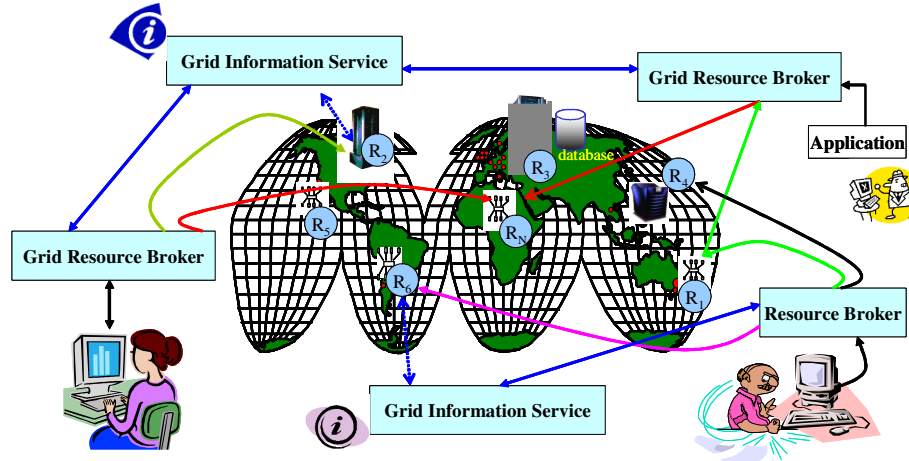 i
Grid Information Service
Grid Resource Broker
Application
R2
database
R3
R4
R5
RN
Grid Resource Broker
R6
R1
Resource Broker
Grid Information Service
i